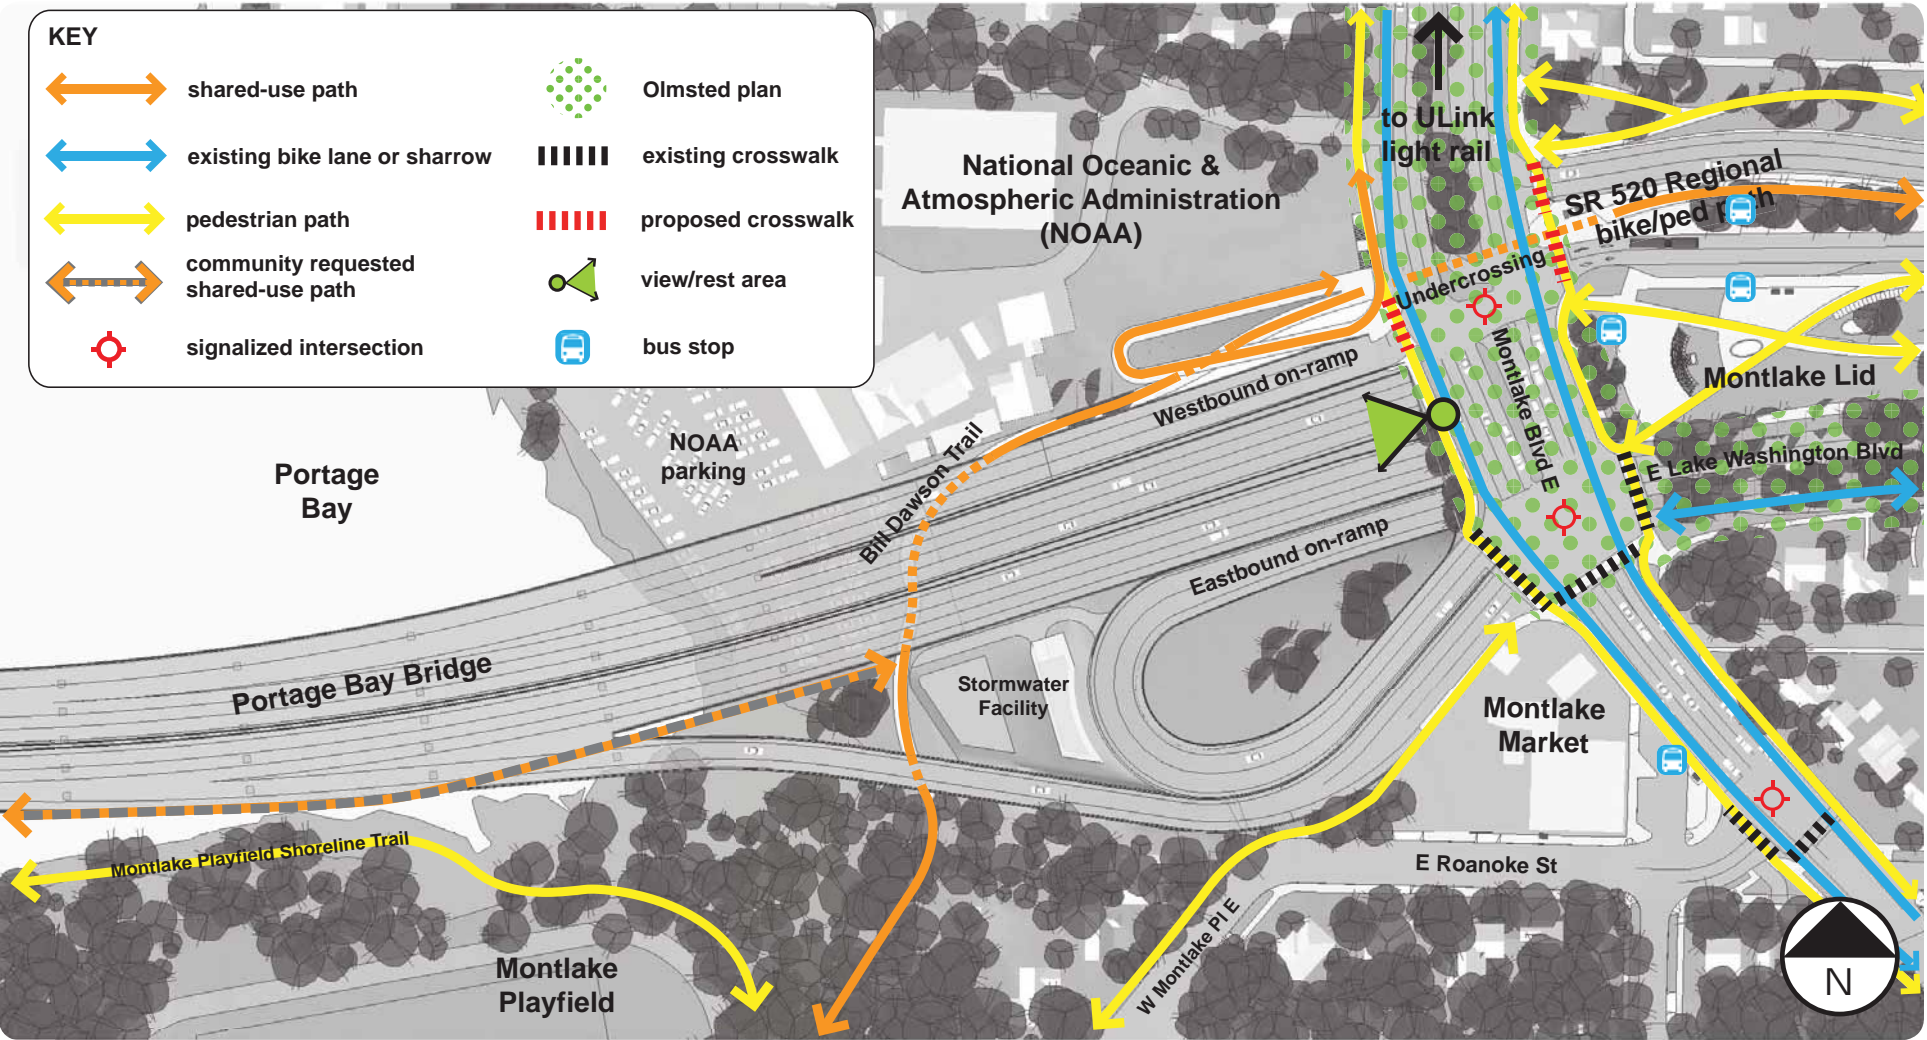 KEY
shared-use path
existing bike lane or sharrow
pedestrian path
community requested
shared-use path
signalized intersection
Olmsted plan
existing crosswalk
proposed crosswalk
view/rest area
bus stop
to ULink
light rail
National Oceanic &
Atmospheric Administration
(NOAA)
SR 520 Regional
bike/ped path
Undercrossing
Montlake Blvd E
Montlake Lid
Westbound on-ramp
E Lake Washington Blvd
NOAA
parking
Bill Dawson Trail
Portage
Bay
Eastbound on-ramp
Portage Bay Bridge
Stormwater
Facility
Montlake
Market
Montlake Playfield Shoreline Trail
E Roanoke St
W Montlake Pl E
Montlake
Playfield
N